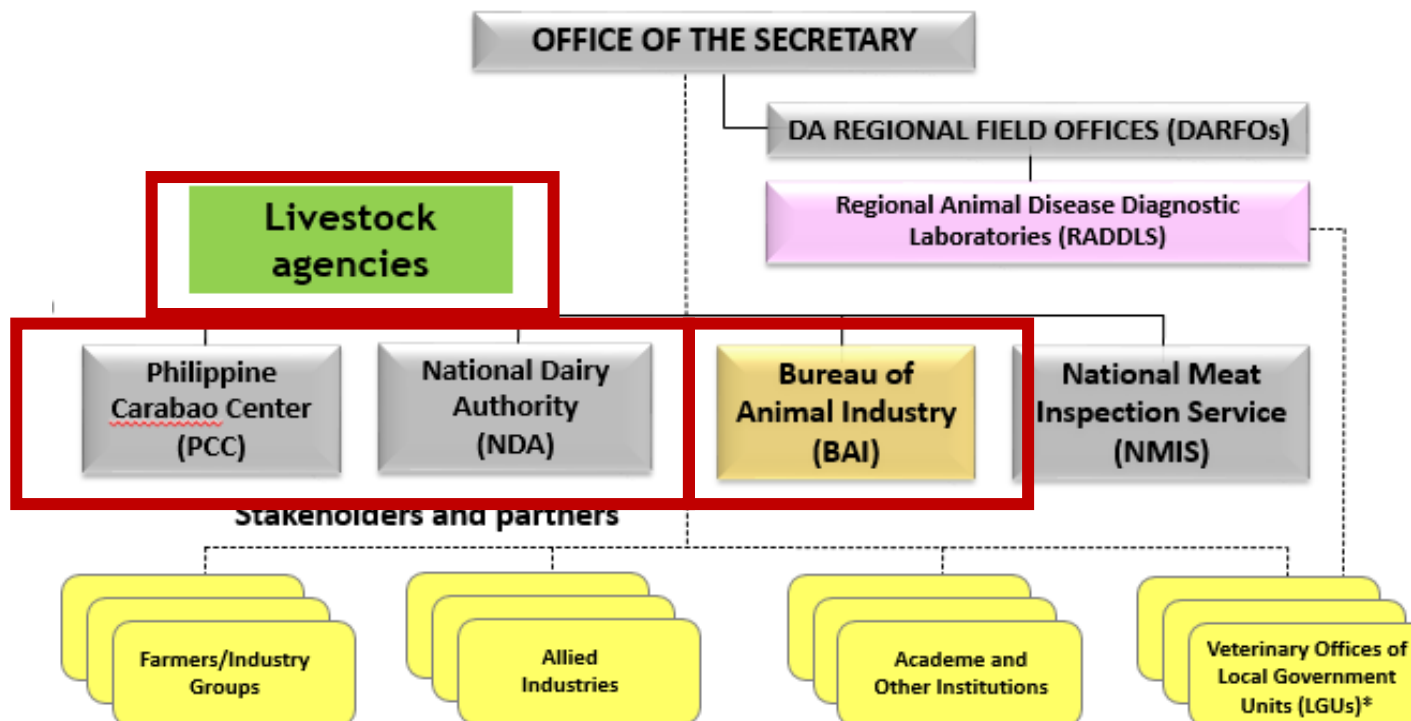 OFFICE OF THE SECRETARY
DA REGIONAL FIELD OFFICES (DARFOs)
Regional Animal Disease Diagnostic
Laboratories (RADDLS)
Livestock
agencies
Philippine
Carabao Center
(PCC)
National Dairy
Authority
(NDA)
Bureau of
Animal Industry
(BAI)
National Meat
Inspection Service
(NMIS)
Stakeholders and partners
Farmers/Industry
Groups
Allied
Industries
Academe and
Other Institutions
Veterinary Offices of
Local Government
Units (LGUs)*